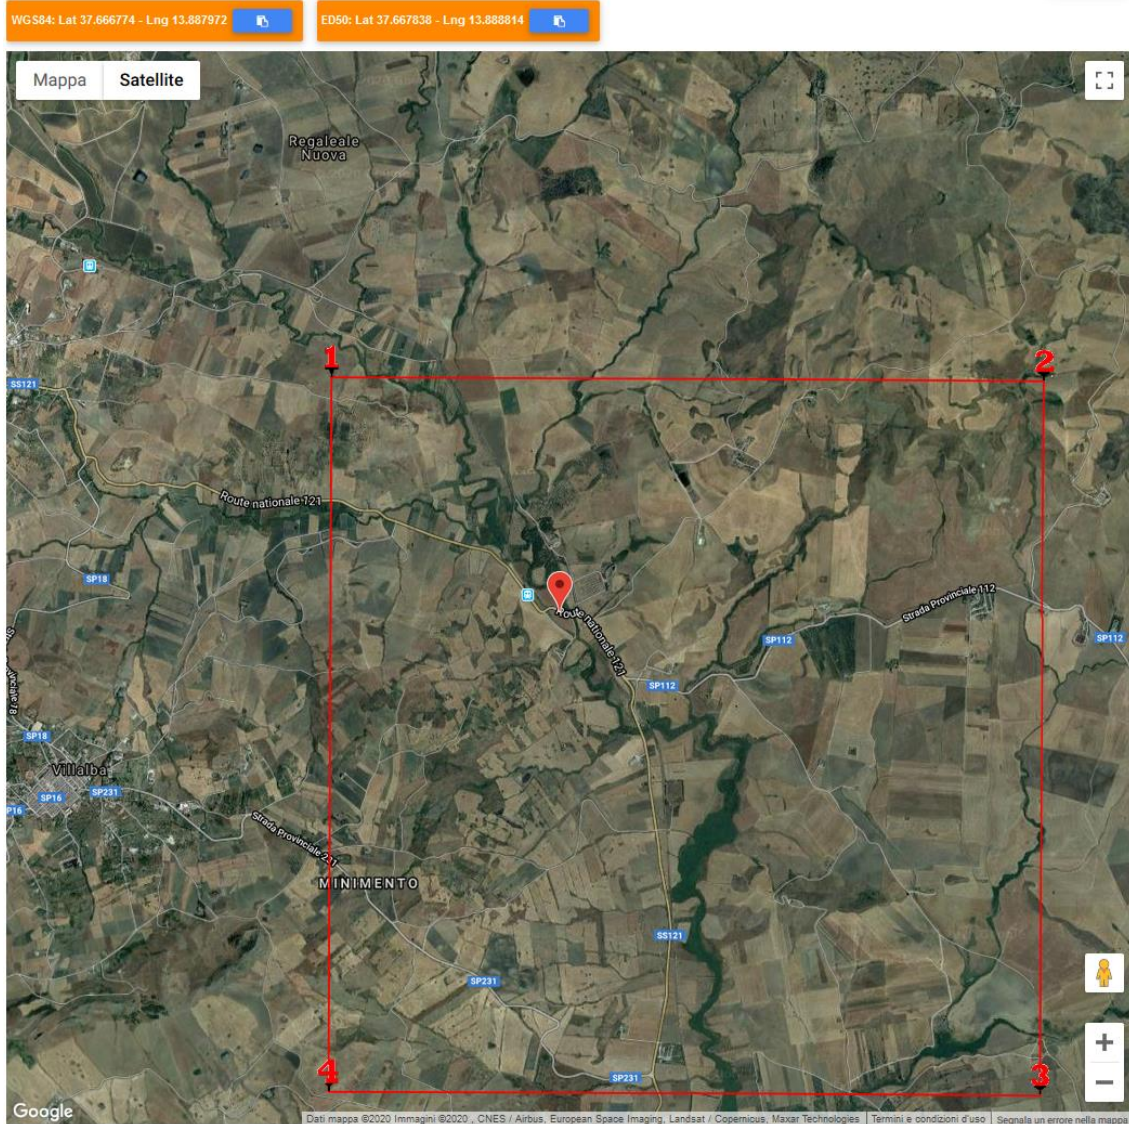 WGS84: Lat 37.666774 - Lng 13.887972
ED50: Lat 37.667838 - Lng 13.888814
Mappa
Satellite
Regaleale
Nuova
1
2
SS121
Route nationale 121
SP18
Strada Provinciale 112
Route nationale 121
SP112
SP112
SP112
SP18
Villalba
SP231
SP16
P16
Strada Provinciale 231
MINIMENTO
SS121
SP231
4
3
SP231
Google
Dati mappa ©2020 Immagini ©2020 , CNES / Airbus, European Space Imaging, Landsat / Copernicus, Maxar Technologies
Termini e condizioni d'uso
Segnala un errore nella mappa